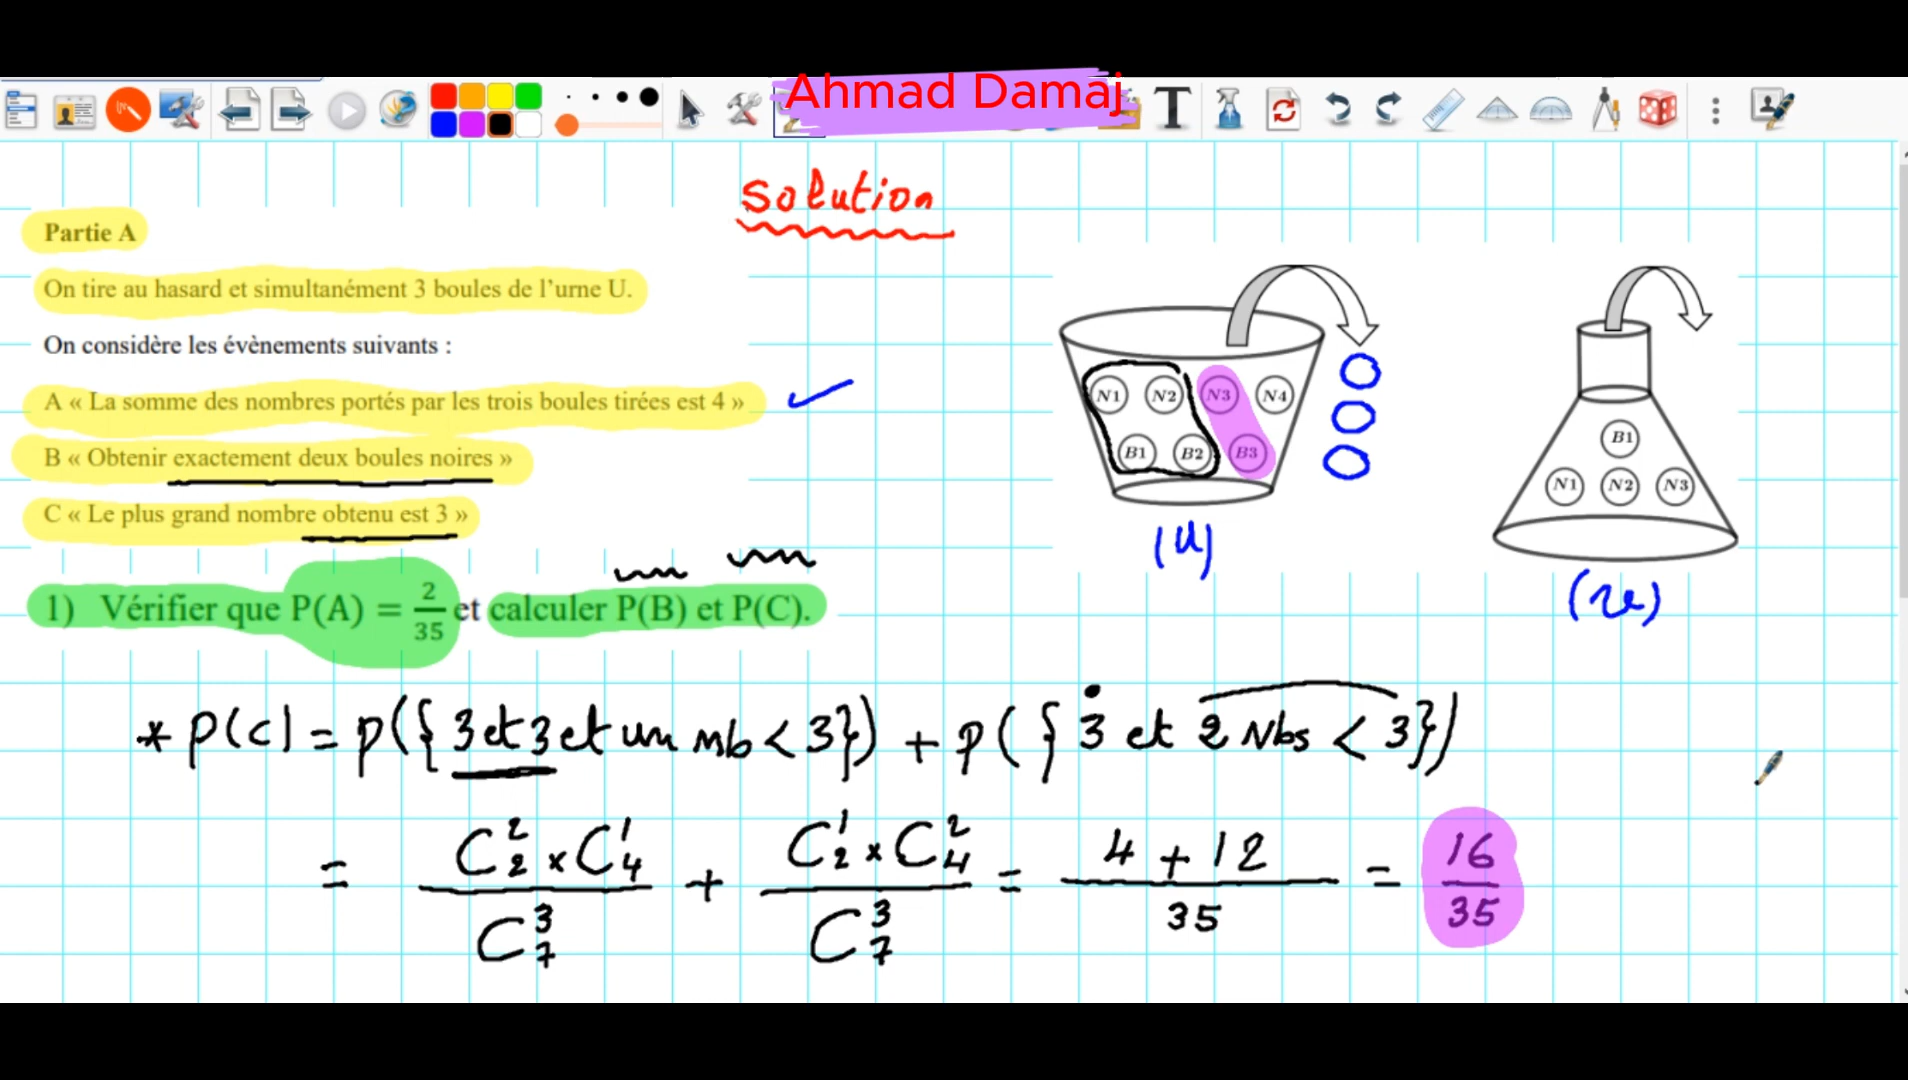 Ahmad Damaj
T
Solution
Partie A
On tire au hasard et simultanément 3 boules de l'urne U.
On considère les évènements suivants :
A « La somme des nombres portés par les trois boules tirées est 4 »
B « Obtenir exactement deux boules noires »
C « Le plus grand nombre obtenu est 3 »
1) Vérifier que P(A) = 2/35 et calculer P(B) et P(C).
N1 N2 N3 N4
B1 B2 B3
(U)
B1
N1 N2 N3
* P(C) = P({3 et 3 et un nb < 3}) + P({3 et 2 Nbs < 3})
= (C₂² × C₄¹)/C₇³ + (C₂¹ × C₄²)/C₇³ = (4 + 12)/35 = 16/35